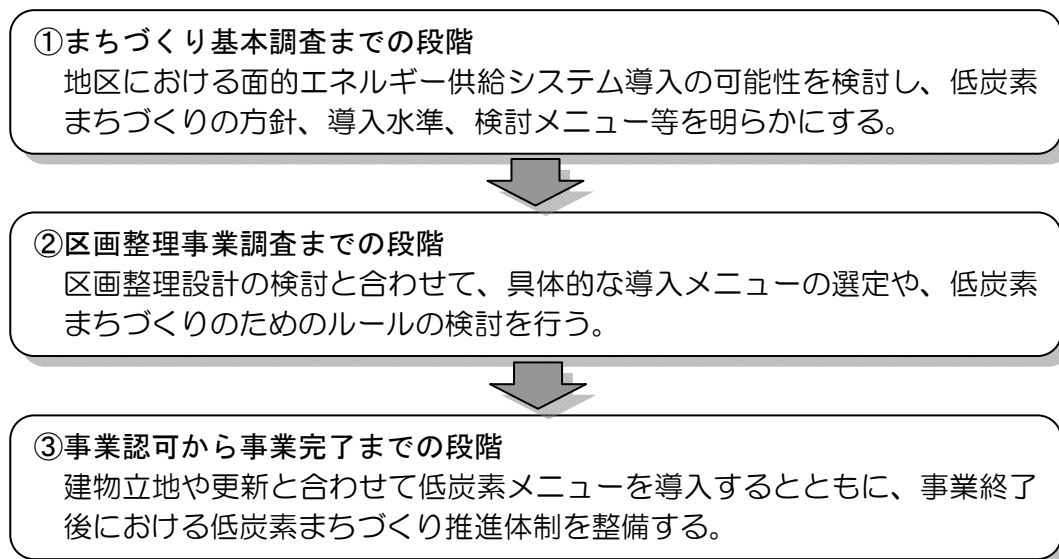 ①まちづくり基本調査までの段階
地区における面的エネルギー供給システム導入の可能性を検討し、低炭素
まちづくりの方針、導入水準、検討メニュー等を明らかにする。
②区画整理事業調査までの段階
区画整理設計の検討と合わせて、具体的な導入メニューの選定や、低炭素
まちづくりのためのルールの検討を行う。
③事業認可から事業完了までの段階
建物立地や更新と合わせて低炭素メニューを導入するとともに、事業終了
後における低炭素まちづくり推進体制を整備する。